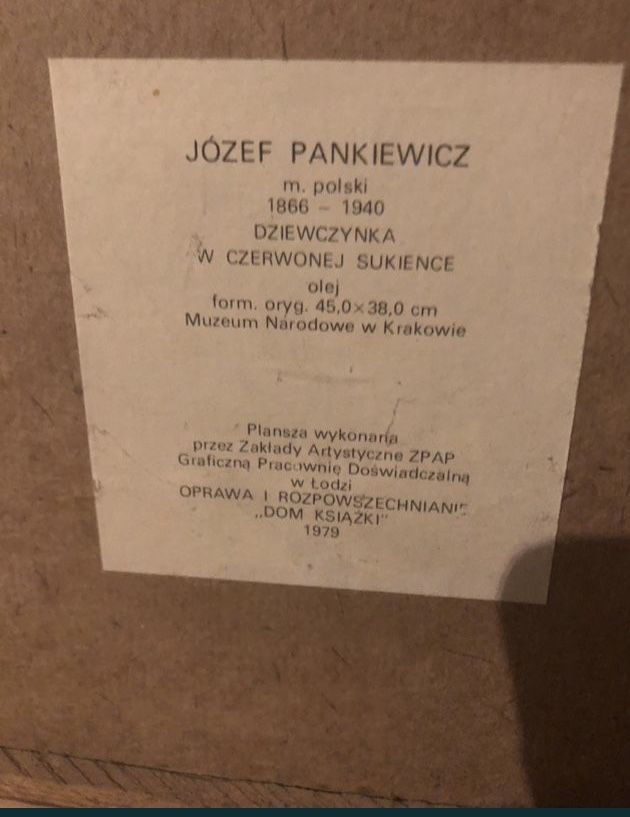 JÓZEF PANKIEWICZ
m. polski
1866 – 1940
DZIEWCZYNKA
W CZERWONEJ SUKIENCE
olej
form. oryg. 45,0×38,0 cm
Muzeum Narodowe w Krakowie
Plansza wykonana
przez Zakłady Artystyczne ZPAP
Graficzną Pracownię Doświadczalną
w Łodzi
OPRAWA I ROZPOWSZECHNIANIE
„DOM KSIĄŻKI"
1979